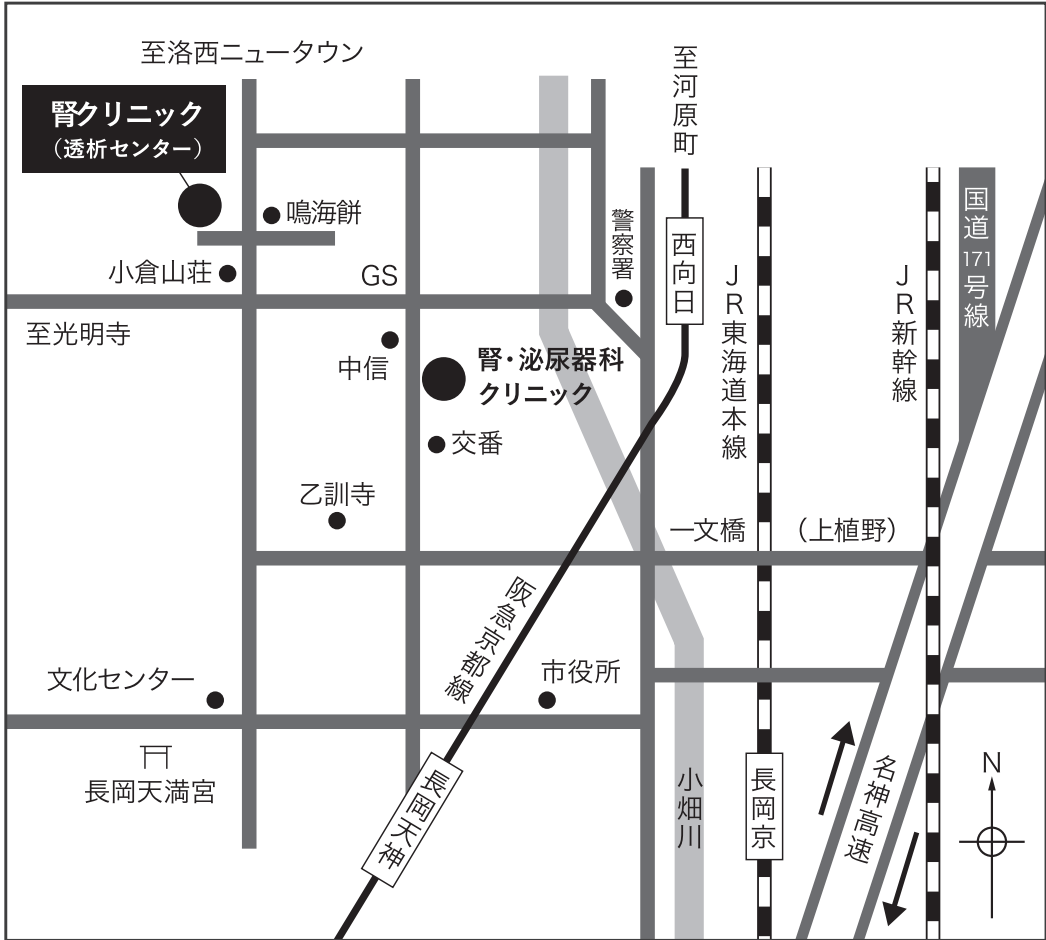 至洛西ニュータウン
腎クリニック
（透析センター）
鳴海餅
小倉山荘
GS
至光明寺
中信
腎・泌尿器科
クリニック
交番
乙訓寺
警察署
至河原町
西向日
JR東海道本線
JR新幹線
国道171号線
一文橋
（上植野）
阪急京都線
文化センター
市役所
長岡天満宮
長岡天神
小畑川
長岡京
名神高速
N